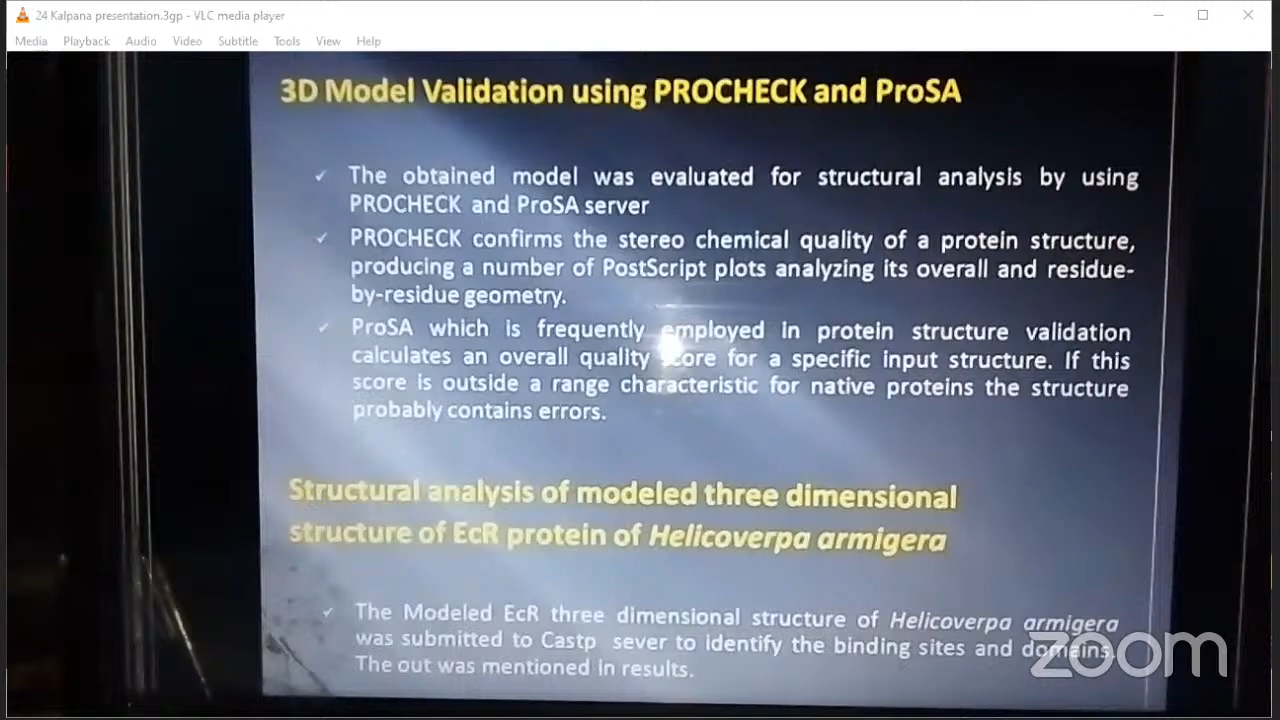 24 Kalpana presentation.3gp - VLC media player
Media Playback Audio Video Subtitle Tools View Help
3D Model Validation using PROCHECK and ProSA
✓ The obtained model was evaluated for structural analysis by using
PROCHECK and ProSA server
✓ PROCHECK confirms the stereo chemical quality of a protein structure,
producing a number of PostScript plots analyzing its overall and residue-
by-residue geometry.
✓ ProSA which is frequently employed in protein structure validation
calculates an overall quality score for a specific input structure. If this
score is outside a range characteristic for native proteins the structure
probably contains errors.
Structural analysis of modeled three dimensional
structure of EcR protein of Helicoverpa armigera
✓ The Modeled EcR three dimensional structure of Helicoverpa armigera
was submitted to Castp sever to identify the binding sites and domains.
The out was mentioned in results.
zoom